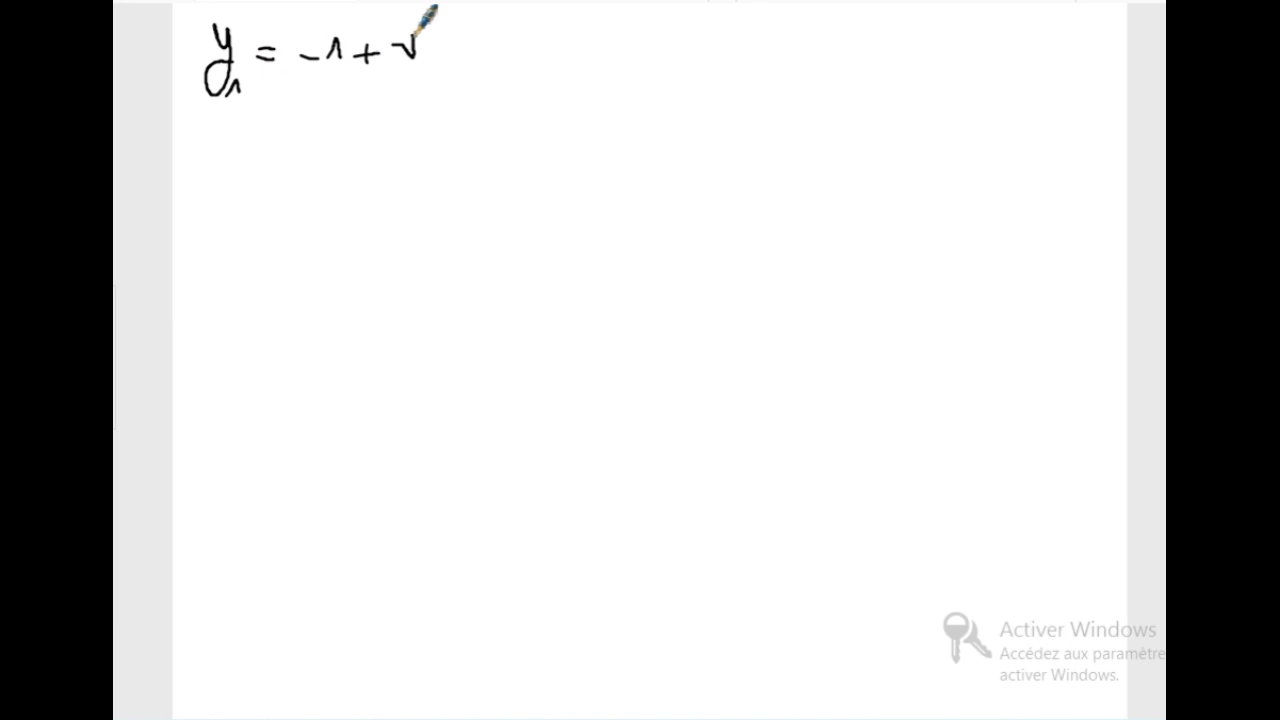 y₁ = -1 + √
Activer Windows
Accédez aux paramètre
activer Windows.